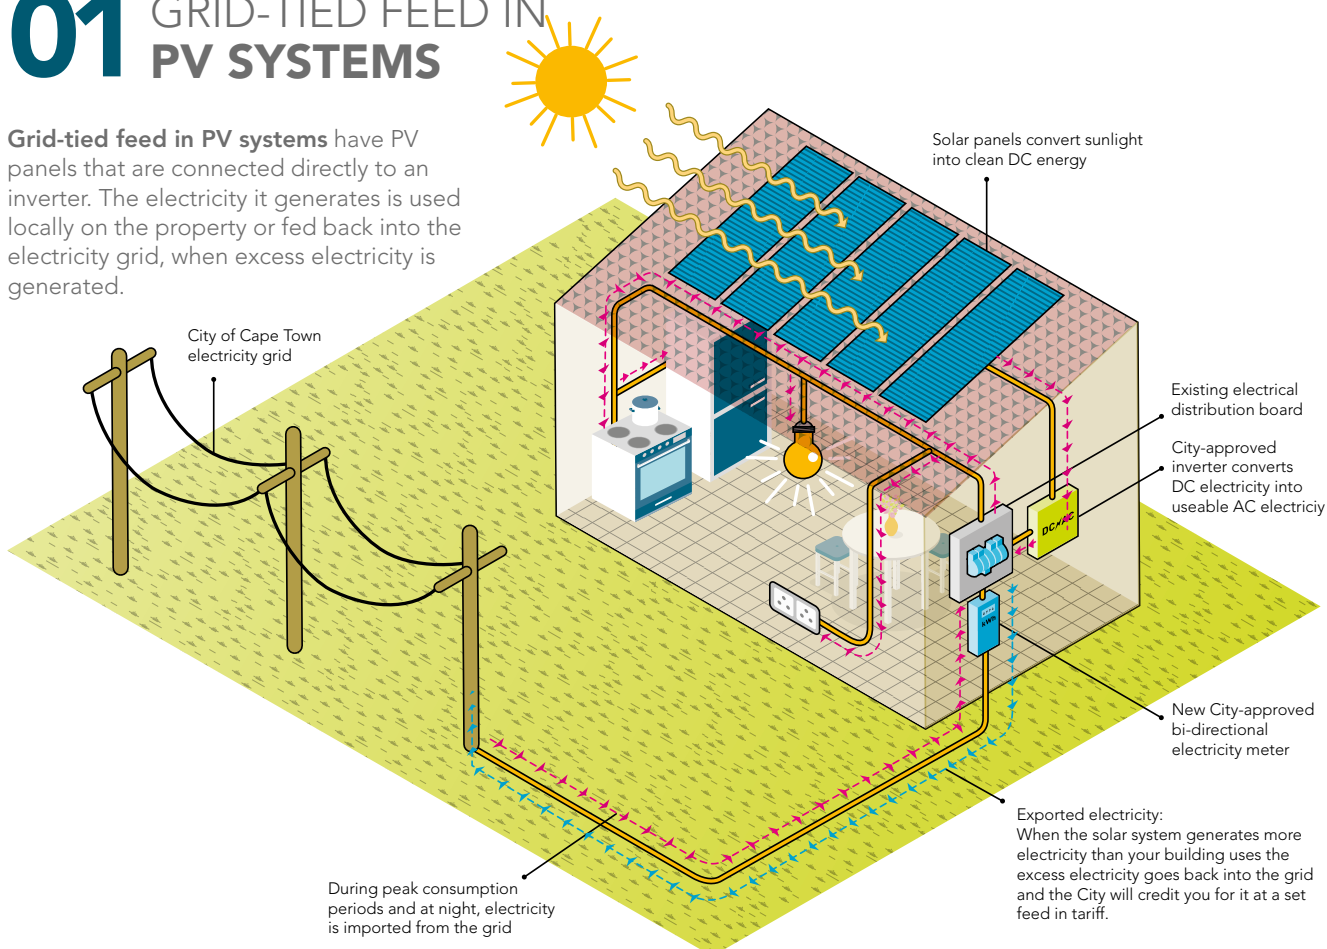 01 GRID-TIED FEED IN
PV SYSTEMS
Grid-tied feed in PV systems have PV
panels that are connected directly to an
inverter. The electricity it generates is used
locally on the property or fed back into the
electricity grid, when excess electricity is
generated.
Solar panels convert sunlight
into clean DC energy
City of Cape Town
electricity grid
Existing electrical
distribution board
City-approved
inverter converts
DC electricity into
useable AC electriciy
DC/AC
kWh
New City-approved
bi-directional
electricity meter
Exported electricity:
When the solar system generates more
electricity than your building uses the
excess electricity goes back into the grid
and the City will credit you for it at a set
feed in tariff.
During peak consumption
periods and at night, electricity
is imported from the grid